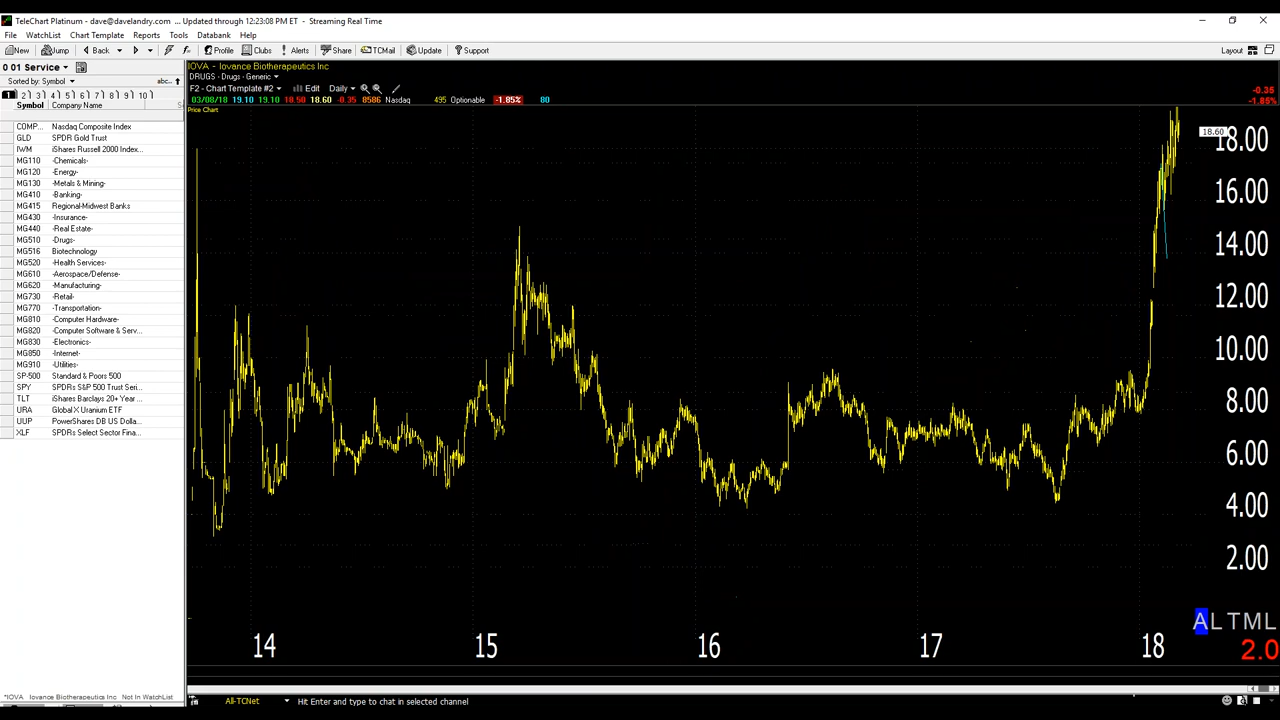 TeleChart Platinum - dave@davelandry.com ... Updated through 12:23:08 PM ET - Streaming Real Time
File WatchList Chart Template Reports Tools Databank Help
New Jump Back Profile Clubs Alerts Share TCMail Update Support Layout
0 01 Service
Sorted by: Symbol abc..
1 2 3 4 5 6 7 8 9 10
Symbol Company Name S
COMP... Nasdaq Composite Index
GLD SPDR Gold Trust
IWM iShares Russell 2000 Index...
MG110 -Chemicals-
MG120 -Energy-
MG130 -Metals & Mining-
MG410 -Banking-
MG415 Regional-Midwest Banks
MG430 -Insurance-
MG440 -Real Estate-
MG510 -Drugs-
MG516 Biotechnology
MG520 -Health Services-
MG610 -Aerospace/Defense-
MG620 -Manufacturing-
MG730 -Retail-
MG770 -Transportation-
MG810 -Computer Hardware-
MG820 -Computer Software & Serv...
MG830 -Electronics-
MG850 -Internet-
MG910 -Utilities-
SP-500 Standard & Poors 500
SPY SPDRs S&P 500 Trust Seri...
TLT iShares Barclays 20+ Year ...
URA Global X Uranium ETF
UUP PowerShares DB US Dolla...
XLF SPDRs Select Sector Fina...
*IOVA Iovance Biotherapeutics Inc Not In WatchList
IOVA - Iovance Biotherapeutics Inc
DRUGS - Drugs - Generic
F2 - Chart Template #2 Edit Daily
03/08/18 19.10 19.10 18.50 18.60 -0.35 8586 Nasdaq 495 Optionable -1.85% 80
-0.35
-1.85%
Price Chart
18.60
18.00
16.00
14.00
12.00
10.00
8.00
6.00
4.00
2.00
ALTML
2.0
14 15 16 17 18
All-TCNet Hit Enter and type to chat in selected channel